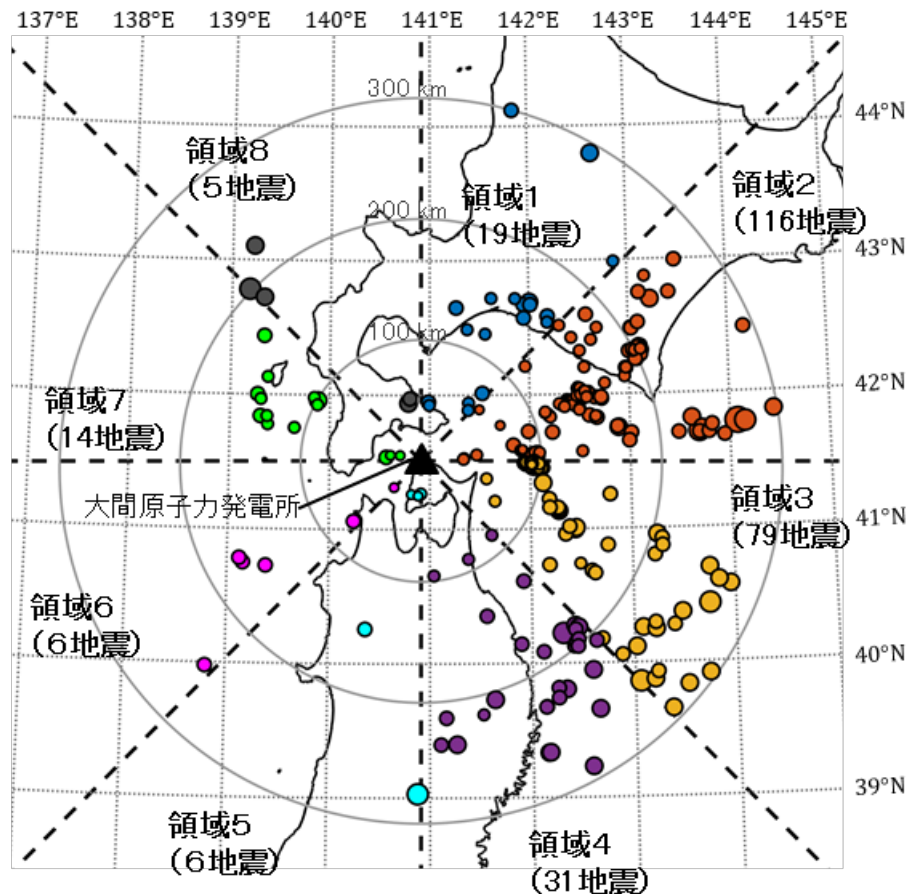 137°E 138°E 139°E 140°E 141°E 142°E 143°E 144°E 145°E
300 km
44°N
領域8
(5地震)
領域1
(19地震)
領域2
(116地震)
200 km
43°N
100 km
42°N
領域7
(14地震)
大間原子力発電所
領域3
(79地震)
41°N
領域6
(6地震)
40°N
39°N
領域5
(6地震)
領域4
(31地震)